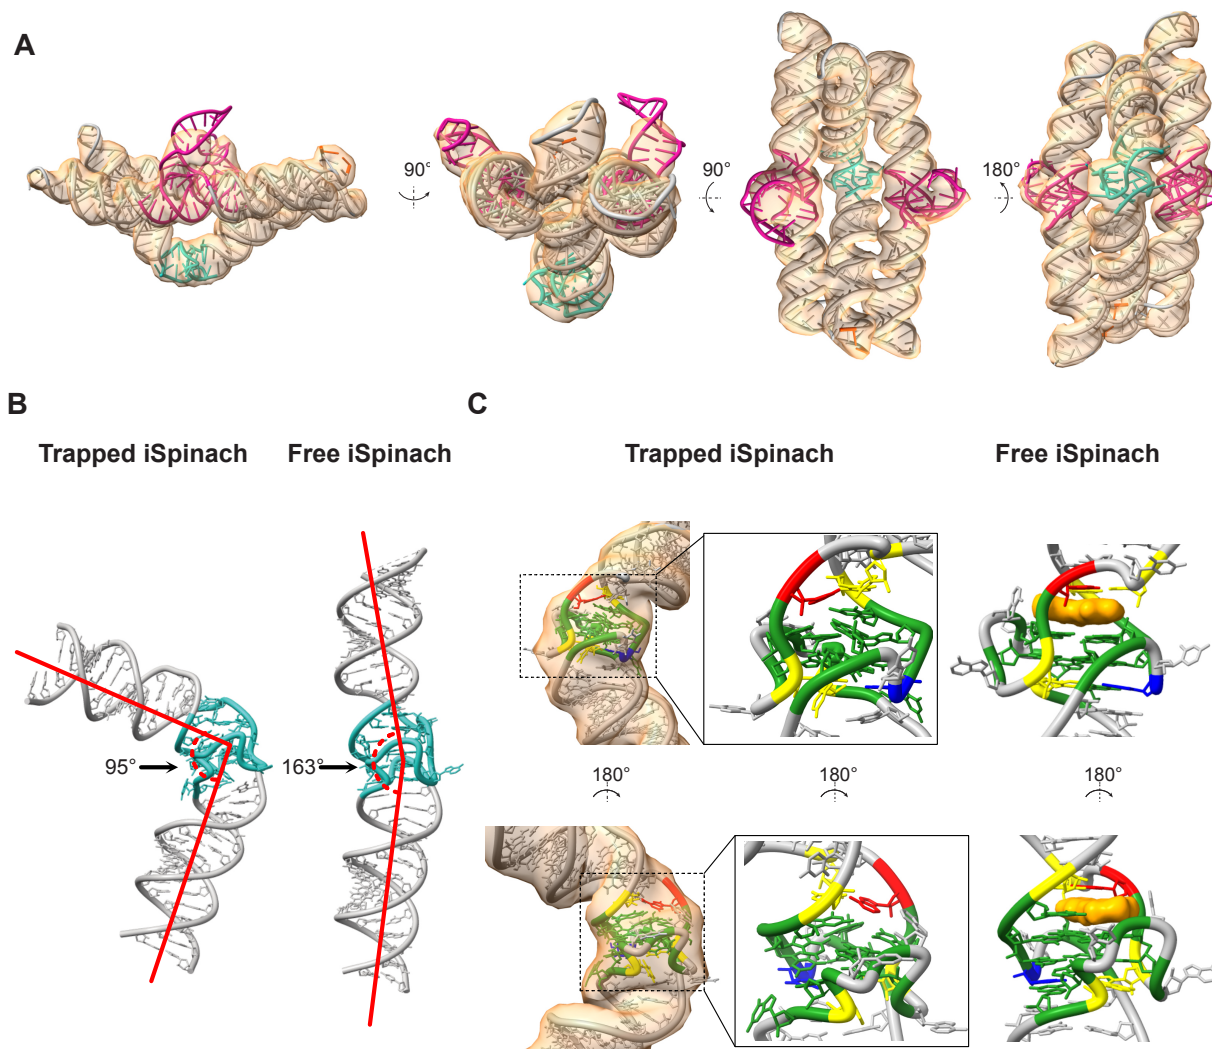 A
90°
90°
180°
B
C
Trapped iSpinach
Free iSpinach
Trapped iSpinach
Free iSpinach
95°
163°
180°
180°
180°